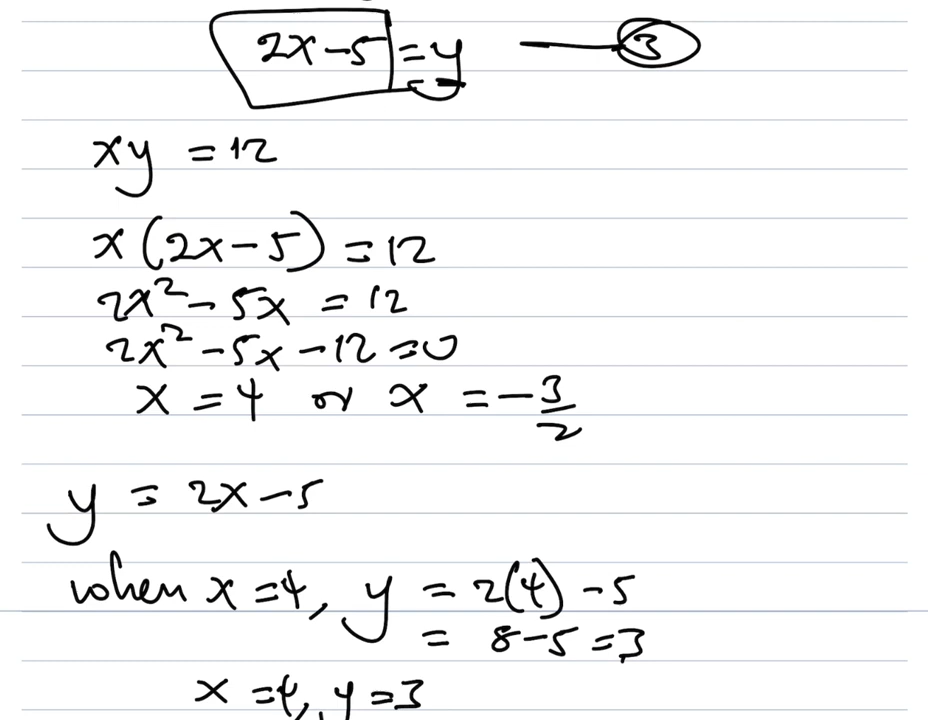 2x-5 = y — 3
xy = 12
x(2x-5) = 12
2x² - 5x = 12
2x² - 5x - 12 = 0
x = 4 or x = -3/2
y = 2x-5
when x = 4, y = 2(4) - 5
= 8-5 = 3
x = 4, y = 3